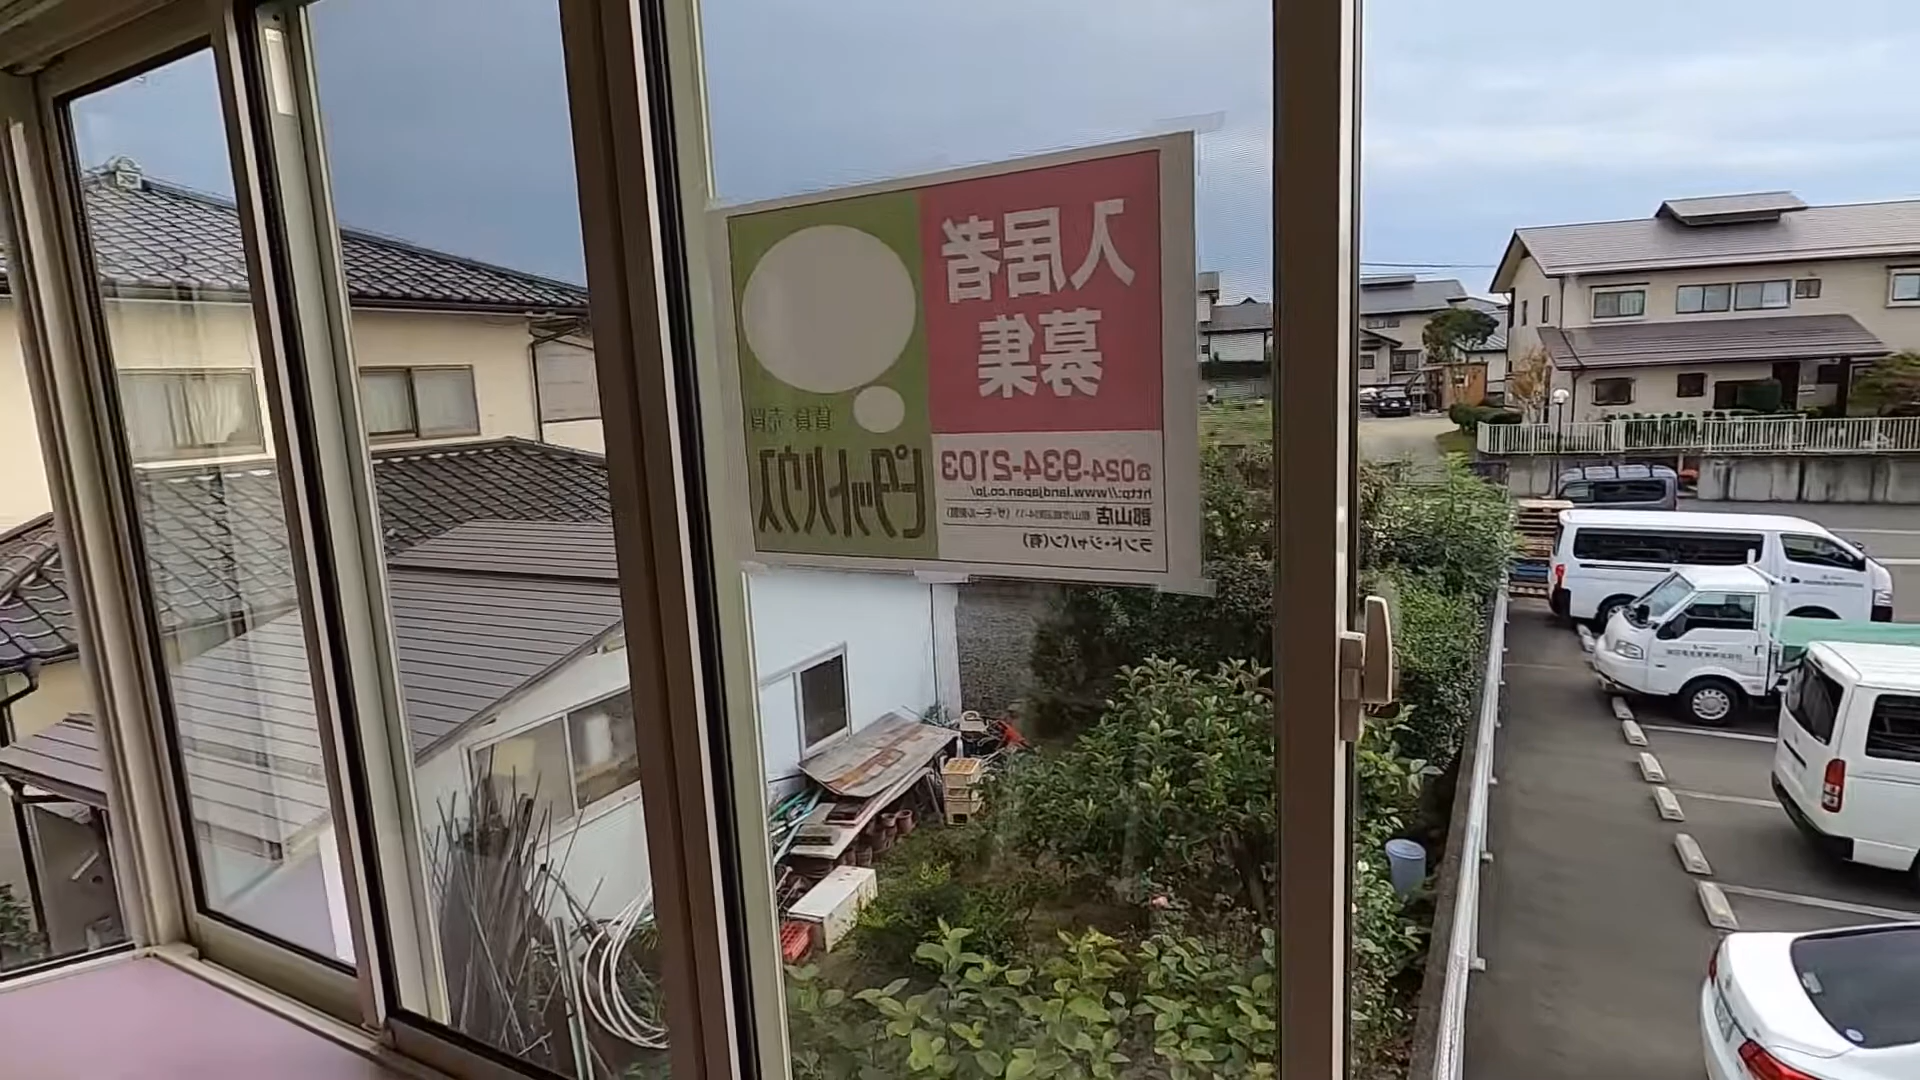 入居者
募集
☎024-934-2103
http://www.landjapan.co.jp/
郡山店
ランド・ジャパン(有)
賃貸・売買
ピタットハウス